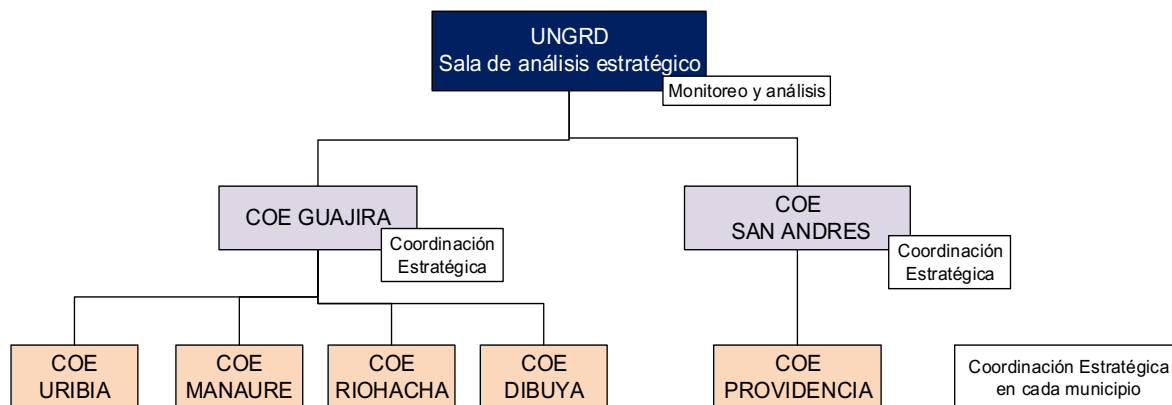 UNGRD
Sala de análisis estratégico
Monitoreo y análisis
COE GUAJIRA
Coordinación
Estratégica
COE
SAN ANDRES
Coordinación
Estratégica
COE
URIBIA
COE
MANAURE
COE
RIOHACHA
COE
DIBUYA
COE
PROVIDENCIA
Coordinación Estratégica
en cada municipio